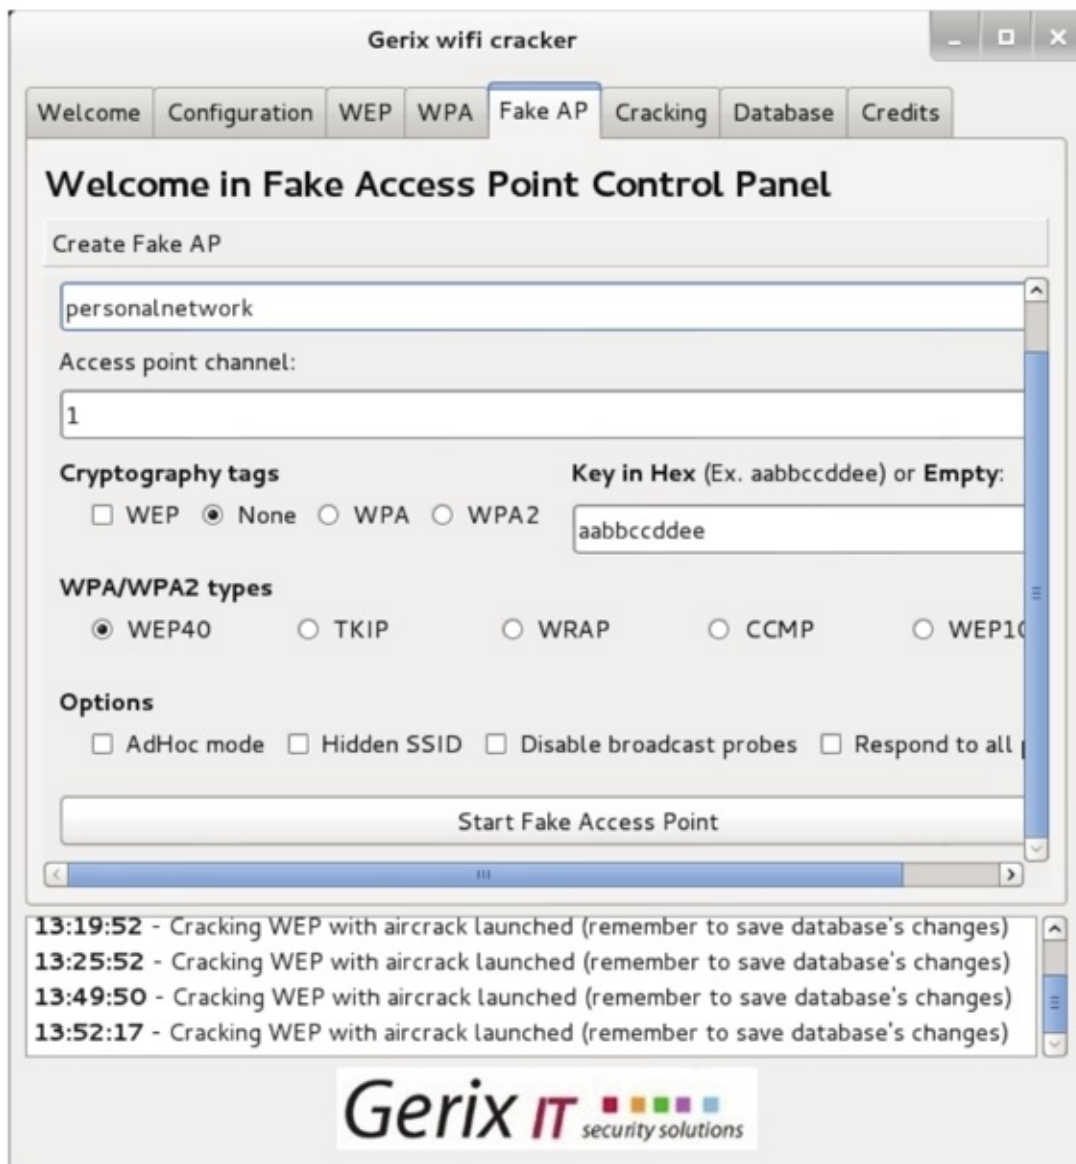 Gerix wifi cracker
Welcome Configuration WEP WPA Fake AP Cracking Database Credits
Welcome in Fake Access Point Control Panel
Create Fake AP
personalnetwork
Access point channel:
1
Cryptography tags Key in Hex (Ex. aabbccddee) or Empty:
WEP None WPA WPA2 aabbccddee
WPA/WPA2 types
WEP40 TKIP WRAP CCMP WEP10
Options
AdHoc mode Hidden SSID Disable broadcast probes Respond to all
Start Fake Access Point
13:19:52 - Cracking WEP with aircrack launched (remember to save database's changes)
13:25:52 - Cracking WEP with aircrack launched (remember to save database's changes)
13:49:50 - Cracking WEP with aircrack launched (remember to save database's changes)
13:52:17 - Cracking WEP with aircrack launched (remember to save database's changes)
Gerix IT security solutions